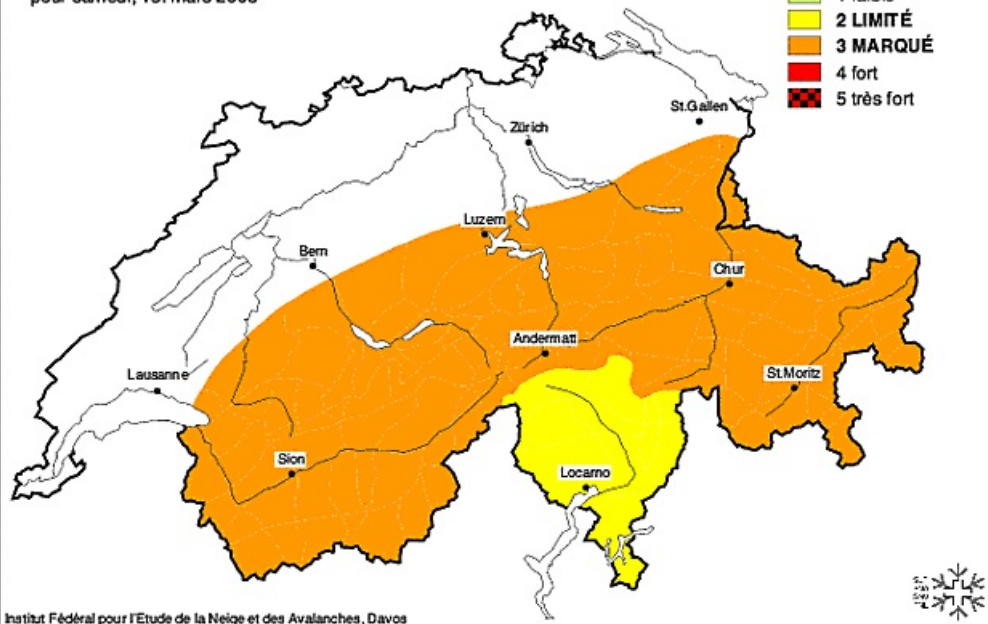 2 LIMITÉ
3 MARQUÉ
4 fort
5 très fort
St.Gallen
Zürich
Luzern
Bern
Chur
Andermatt
Lausanne
St.Moritz
Sion
Locarno
Institut Fédéral pour l'Etude de la Neige et des Avalanches, Davos